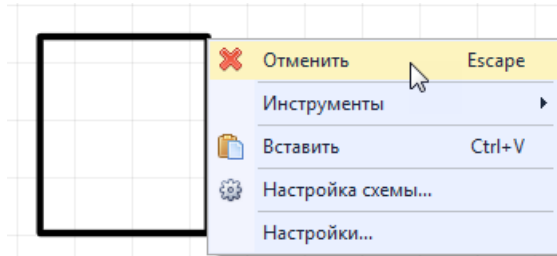 Отменить Escape
Инструменты
Вставить Ctrl+V
Настройка схемы...
Настройки...